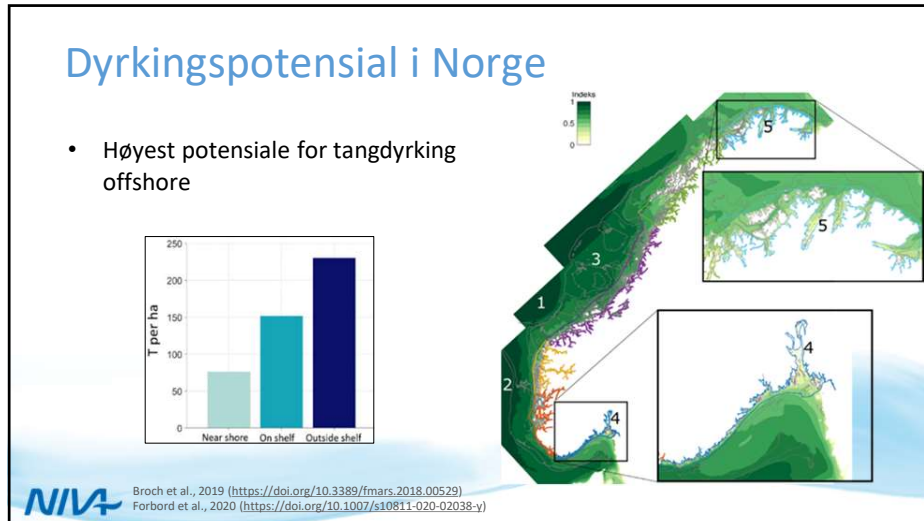 Dyrkingspotensial i Norge
• Høyest potensiale for tangdyrking
offshore
T per ha
250
200
150
100
50
0
Near shore
On shelf
Outside shelf
Indeks
1
0.5
0
5
5
3
1
2
4
4
NIVA
Broch et al., 2019 (https://doi.org/10.3389/fmars.2018.00529)
Forbord et al., 2020 (https://doi.org/10.1007/s10811-020-02038-y)